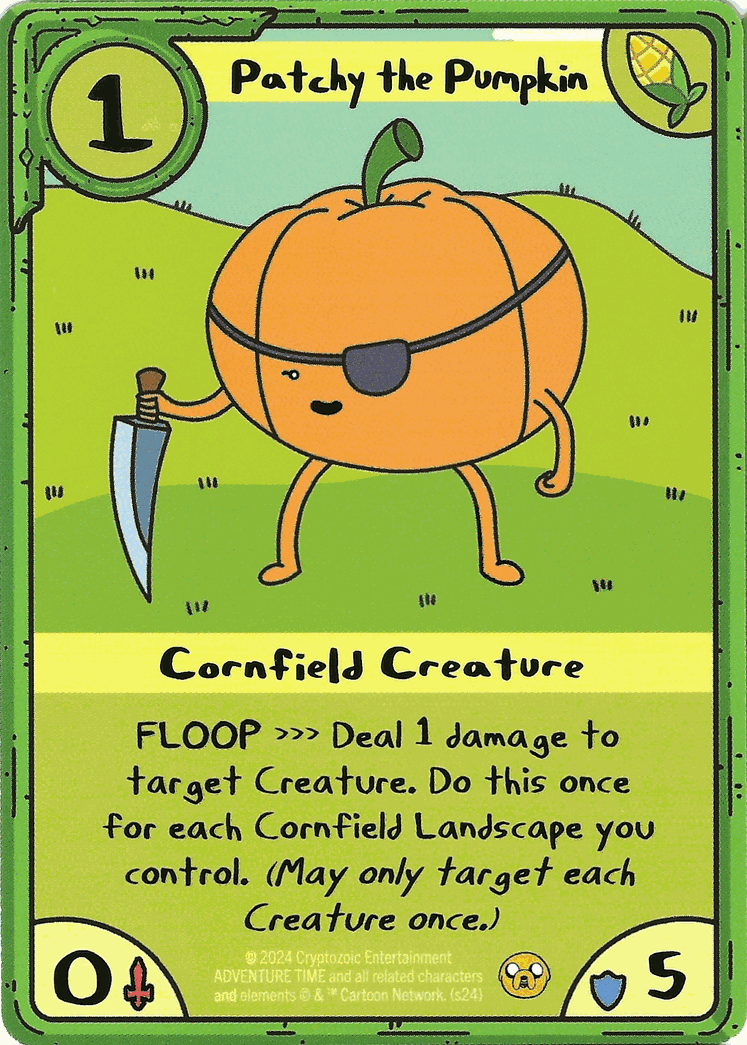 1
Patchy the Pumpkin
Cornfield Creature
FLOOP >>> Deal 1 damage to
target Creature. Do this once
for each Cornfield Landscape you
control. (May only target each
Creature once.)
0
© 2024 Cryptozoic Entertainment
ADVENTURE TIME and all related characters
and elements © & ™ Cartoon Network. (s24)
5